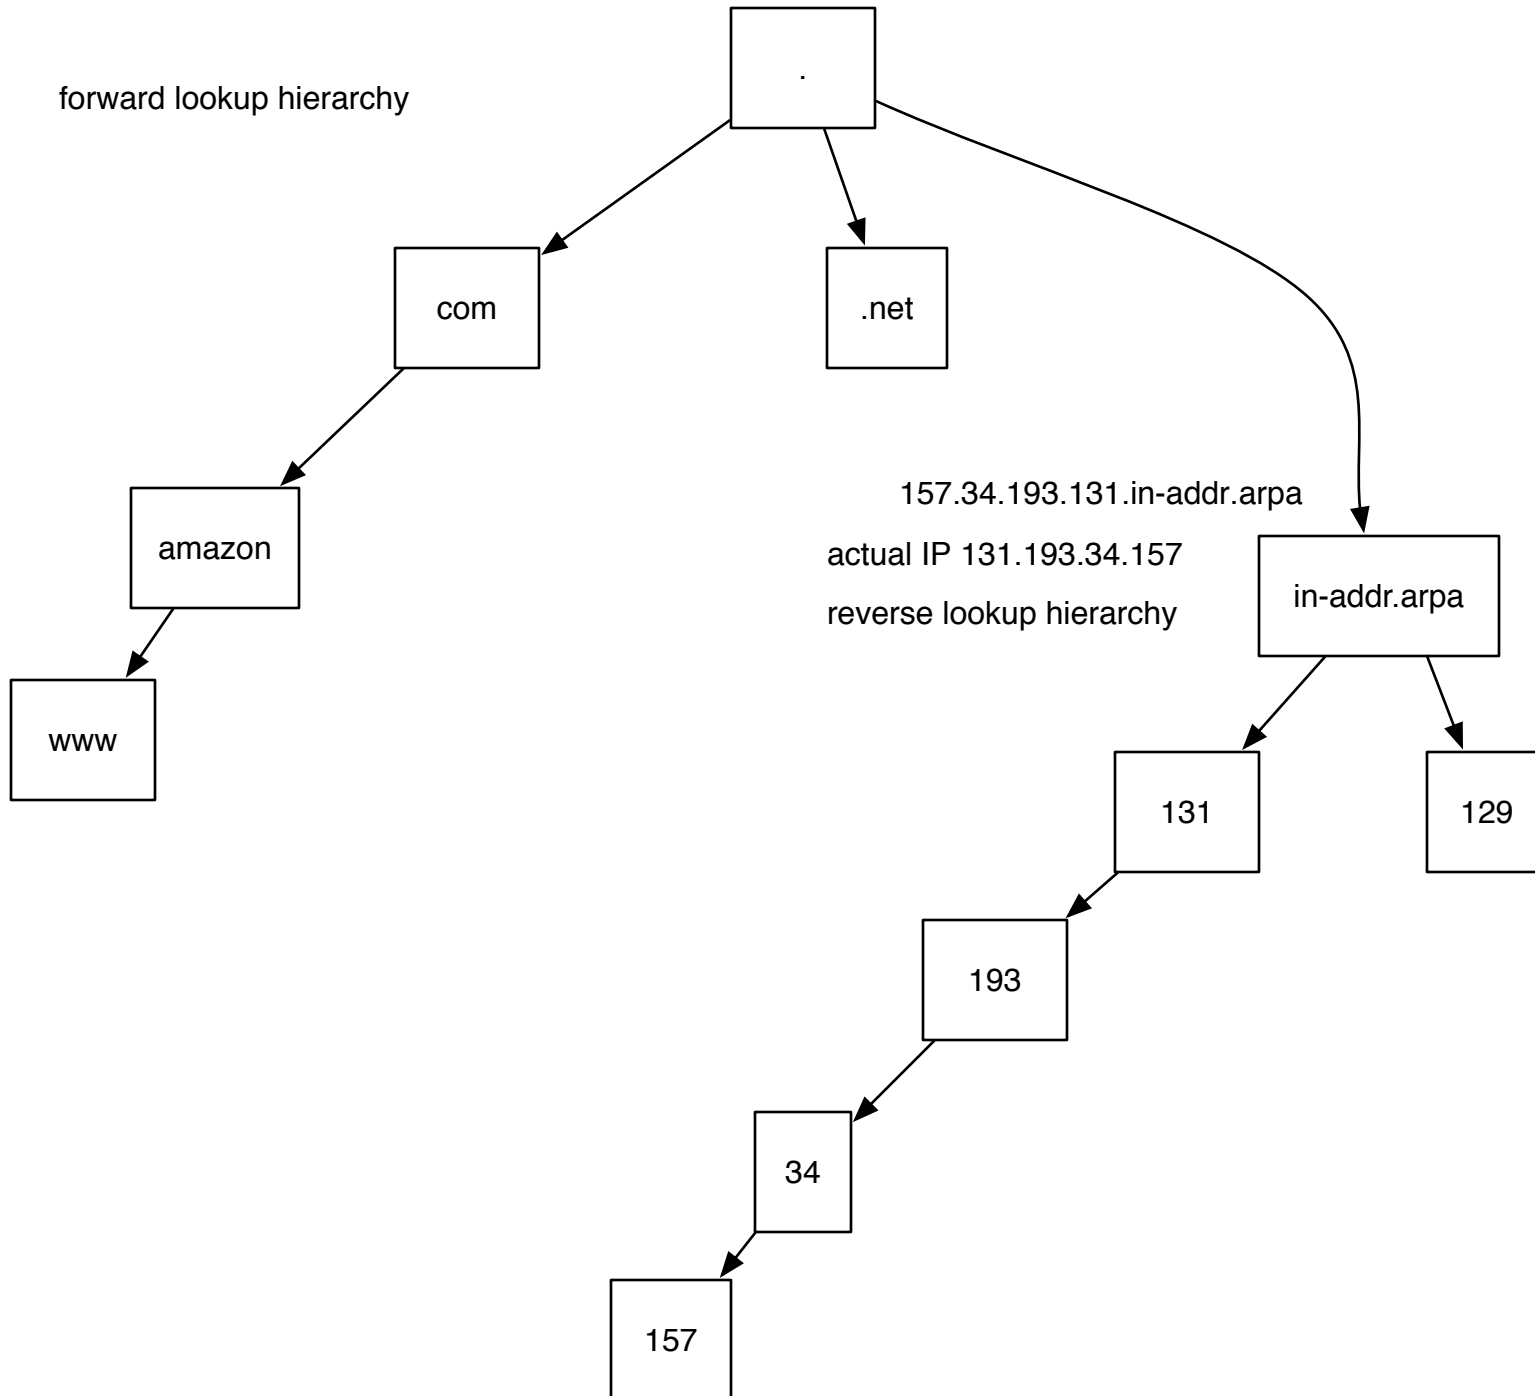 .
forward lookup hierarchy
com
.net
157.34.193.131.in-addr.arpa
amazon
actual IP 131.193.34.157
in-addr.arpa
reverse lookup hierarchy
www
131
129
193
34
157